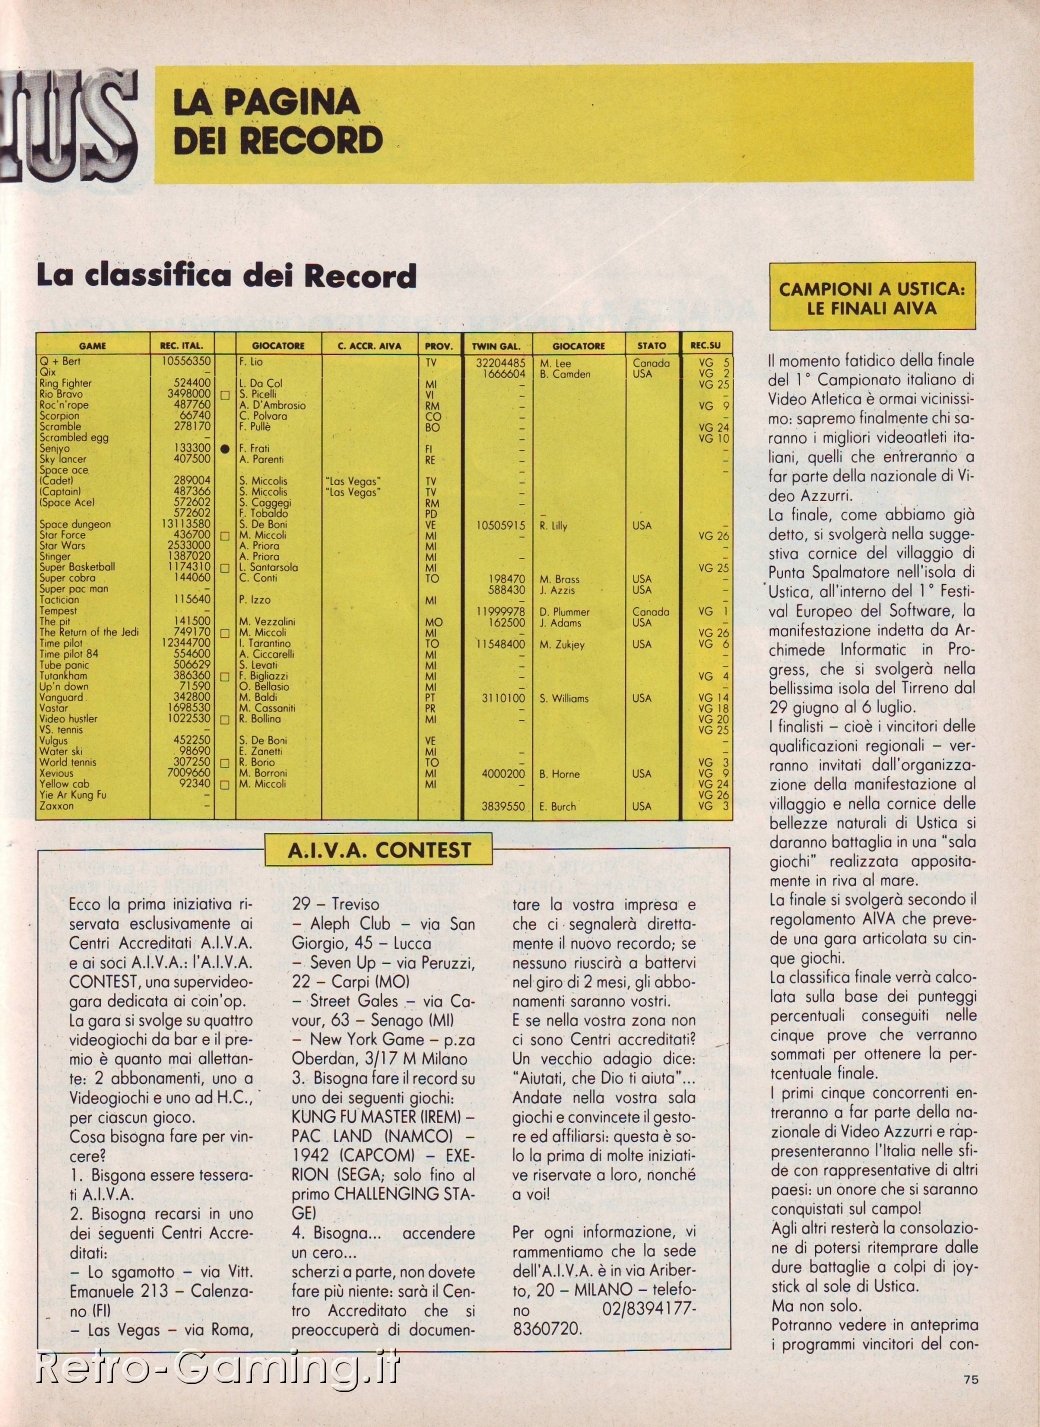 IUS
LA PAGINA
DEI RECORD
La classifica dei Record
GAME REC. ITAL. GIOCATORE C. ACCR. AIVA PROV. TWIN GAL. GIOCATORE STATO REC.SU
Q + Bert 10556350 F. Lio TV 32204485 M. Lee Canada VG 5
Qix – 1666604 B. Camden USA VG 2
Ring Fighter 524400 L. Da Col MI – VG 25
Rio Bravo 3498000 □ S. Picelli VI – –
Roc'n'rope 487760 A. D'Ambrosio RM – VG 9
Scorpion 66740 C. Polvara CO – –
Scramble 278170 F. Pullè BO – VG 24
Scrambled egg – – VG 10
Senjyo 133300 ● F. Frati FI – –
Sky lancer 407500 A. Parenti RE – –
Space ace – –
(Cadet) 289004 S. Miccolis "Las Vegas" TV –
(Captain) 487366 S. Miccolis "Las Vegas" TV –
(Space Ace) 572602 S. Caggegi RM
572602 F. Tobaldo PD –
Space dungeon 13113580 S. De Boni VE 10505915 R. Lilly USA –
Star Force 436700 □ M. Miccoli MI VG 26
Star Wars 2533000 A. Priora MI –
Stinger 1387020 A. Priora MI –
Super Basketball 1174310 □ L. Santarsola MI VG 25
Super cobra 144060 C. Conti TO 198470 M. Brass USA –
Super pac man – 588430 J. Azzis USA –
Tactician 115640 P. Izzo MI –
Tempest – 11999978 D. Plummer Canada VG 1
The pit 141500 M. Vezzalini MO 162500 J. Adams USA –
The Return of the Jedi 749170 □ M. Miccoli MI – VG 26
Time pilot 12344700 I. Tarantino TO 11548400 M. Zukjey USA VG 6
Time pilot 84 554600 A. Ciccarelli MI – –
Tube panic 506629 S. Levati MI – –
Tutankham 386360 □ F. Bigliazzi MI – VG 4
Up'n down 71590 O. Bellasio MI – –
Vanguard 342800 M. Baldi PT 3110100 S. Williams USA VG 14
Vastar 1698530 M. Cassaniti PR – VG 18
Video hustler 1022530 □ R. Bollina MI – VG 20
VS. tennis – – VG 25
Vulgus 452250 S. De Boni VE –
Water ski 98690 E. Zanetti MI – –
World tennis 307250 □ R. Borio TO – VG 3
Xevious 7009660 M. Borroni MI 4000200 B. Horne USA VG 9
Yellow cab 92340 □ M. Miccoli MI – VG 24
Yie Ar Kung Fu – – VG 26
Zaxxon – 3839550 E. Burch USA VG 3
A.I.V.A. CONTEST
Ecco la prima iniziativa ri-
servata esclusivamente ai
Centri Accreditati A.I.V.A.
e ai soci A.I.V.A.: l'A.I.V.A.
CONTEST, una supervideo-
gara dedicata ai coin'op.
La gara si svolge su quattro
videogiochi da bar e il pre-
mio è quanto mai allettan-
te: 2 abbonamenti, uno a
Videogiochi e uno ad H.C.,
per ciascun gioco.
Cosa bisogna fare per vin-
cere?
1. Bisgona essere tessera-
ti A.I.V.A.
2. Bisogna recarsi in uno
dei seguenti Centri Accre-
ditati:
– Lo sgamotto – via Vitt.
Emanuele 213 – Calenza-
no (FI)
– Las Vegas – via Roma,
29 – Treviso
– Aleph Club – via San
Giorgio, 45 – Lucca
– Seven Up – via Peruzzi,
22 – Carpi (MO)
– Street Gales – via Ca-
vour, 63 – Senago (MI)
– New York Game – p.za
Oberdan, 3/17 M Milano
3. Bisogna fare il record su
uno dei seguenti giochi:
KUNG FU MASTER (IREM) –
PAC LAND (NAMCO) –
1942 (CAPCOM) – EXE-
RION (SEGA; solo fino al
primo CHALLENGING STA-
GE)
4. Bisogna... accendere
un cero...
scherzi a parte, non dovete
fare più niente: sarà il Cen-
tro Accreditato che si
preoccuperà di documen-
tare la vostra impresa e
che ci segnalerà diretta-
mente il nuovo recordo; se
nessuno riuscirà a battervi
nel giro di 2 mesi, gli abbo-
namenti saranno vostri.
E se nella vostra zona non
ci sono Centri accreditati?
Un vecchio adagio dice:
"Aiutati, che Dio ti aiuta"...
Andate nella vostra sala
giochi e convincete il gesto-
re ed affiliarsi: questa è so-
lo la prima di molte iniziati-
ve riservate a loro, nonché
a voi!
Per ogni informazione, vi
rammentiamo che la sede
dell'A.I.V.A. è in via Ariber-
to, 20 – MILANO – telefo-
no 02/8394177-
8360720.
CAMPIONI A USTICA:
LE FINALI AIVA
Il momento fatidico della finale
del 1° Campionato italiano di
Video Atletica è ormai vicinissi-
mo: sapremo finalmente chi sa-
ranno i migliori videoatleti ita-
liani, quelli che entreranno a
far parte della nazionale di Vi-
deo Azzurri.
La finale, come abbiamo già
detto, si svolgerà nella sugge-
stiva cornice del villaggio di
Punta Spalmatore nell'isola di
Ustica, all'interno del 1° Festi-
val Europeo del Software, la
manifestazione indetta da Ar-
chimede Informatic in Pro-
gress, che si svolgerà nella
bellissima isola del Tirreno dal
29 giugno al 6 luglio.
I finalisti – cioè i vincitori delle
qualificazioni regionali – ver-
ranno invitati dall'organizza-
zione della manifestazione al
villaggio e nella cornice delle
bellezze naturali di Ustica si
daranno battaglia in una "sala
giochi" realizzata apposita-
mente in riva al mare.
La finale si svolgerà secondo il
regolamento AIVA che preve-
de una gara articolata su cin-
que giochi.
La classifica finale verrà calco-
lata sulla base dei punteggi
percentuali conseguiti nelle
cinque prove che verranno
sommati per ottenere la per-
tcentuale finale.
I primi cinque concorrenti en-
treranno a far parte della na-
zionale di Video Azzurri e rap-
presenteranno l'Italia nelle sfi-
de con rappresentative di altri
paesi: un onore che si saranno
conquistati sul campo!
Agli altri resterà la consolazio-
ne di potersi ritemprare dalle
dure battaglie a colpi di joy-
stick al sole di Ustica.
Ma non solo.
Potranno vedere in anteprima
i programmi vincitori del con-
Retro-Gaming.it
75